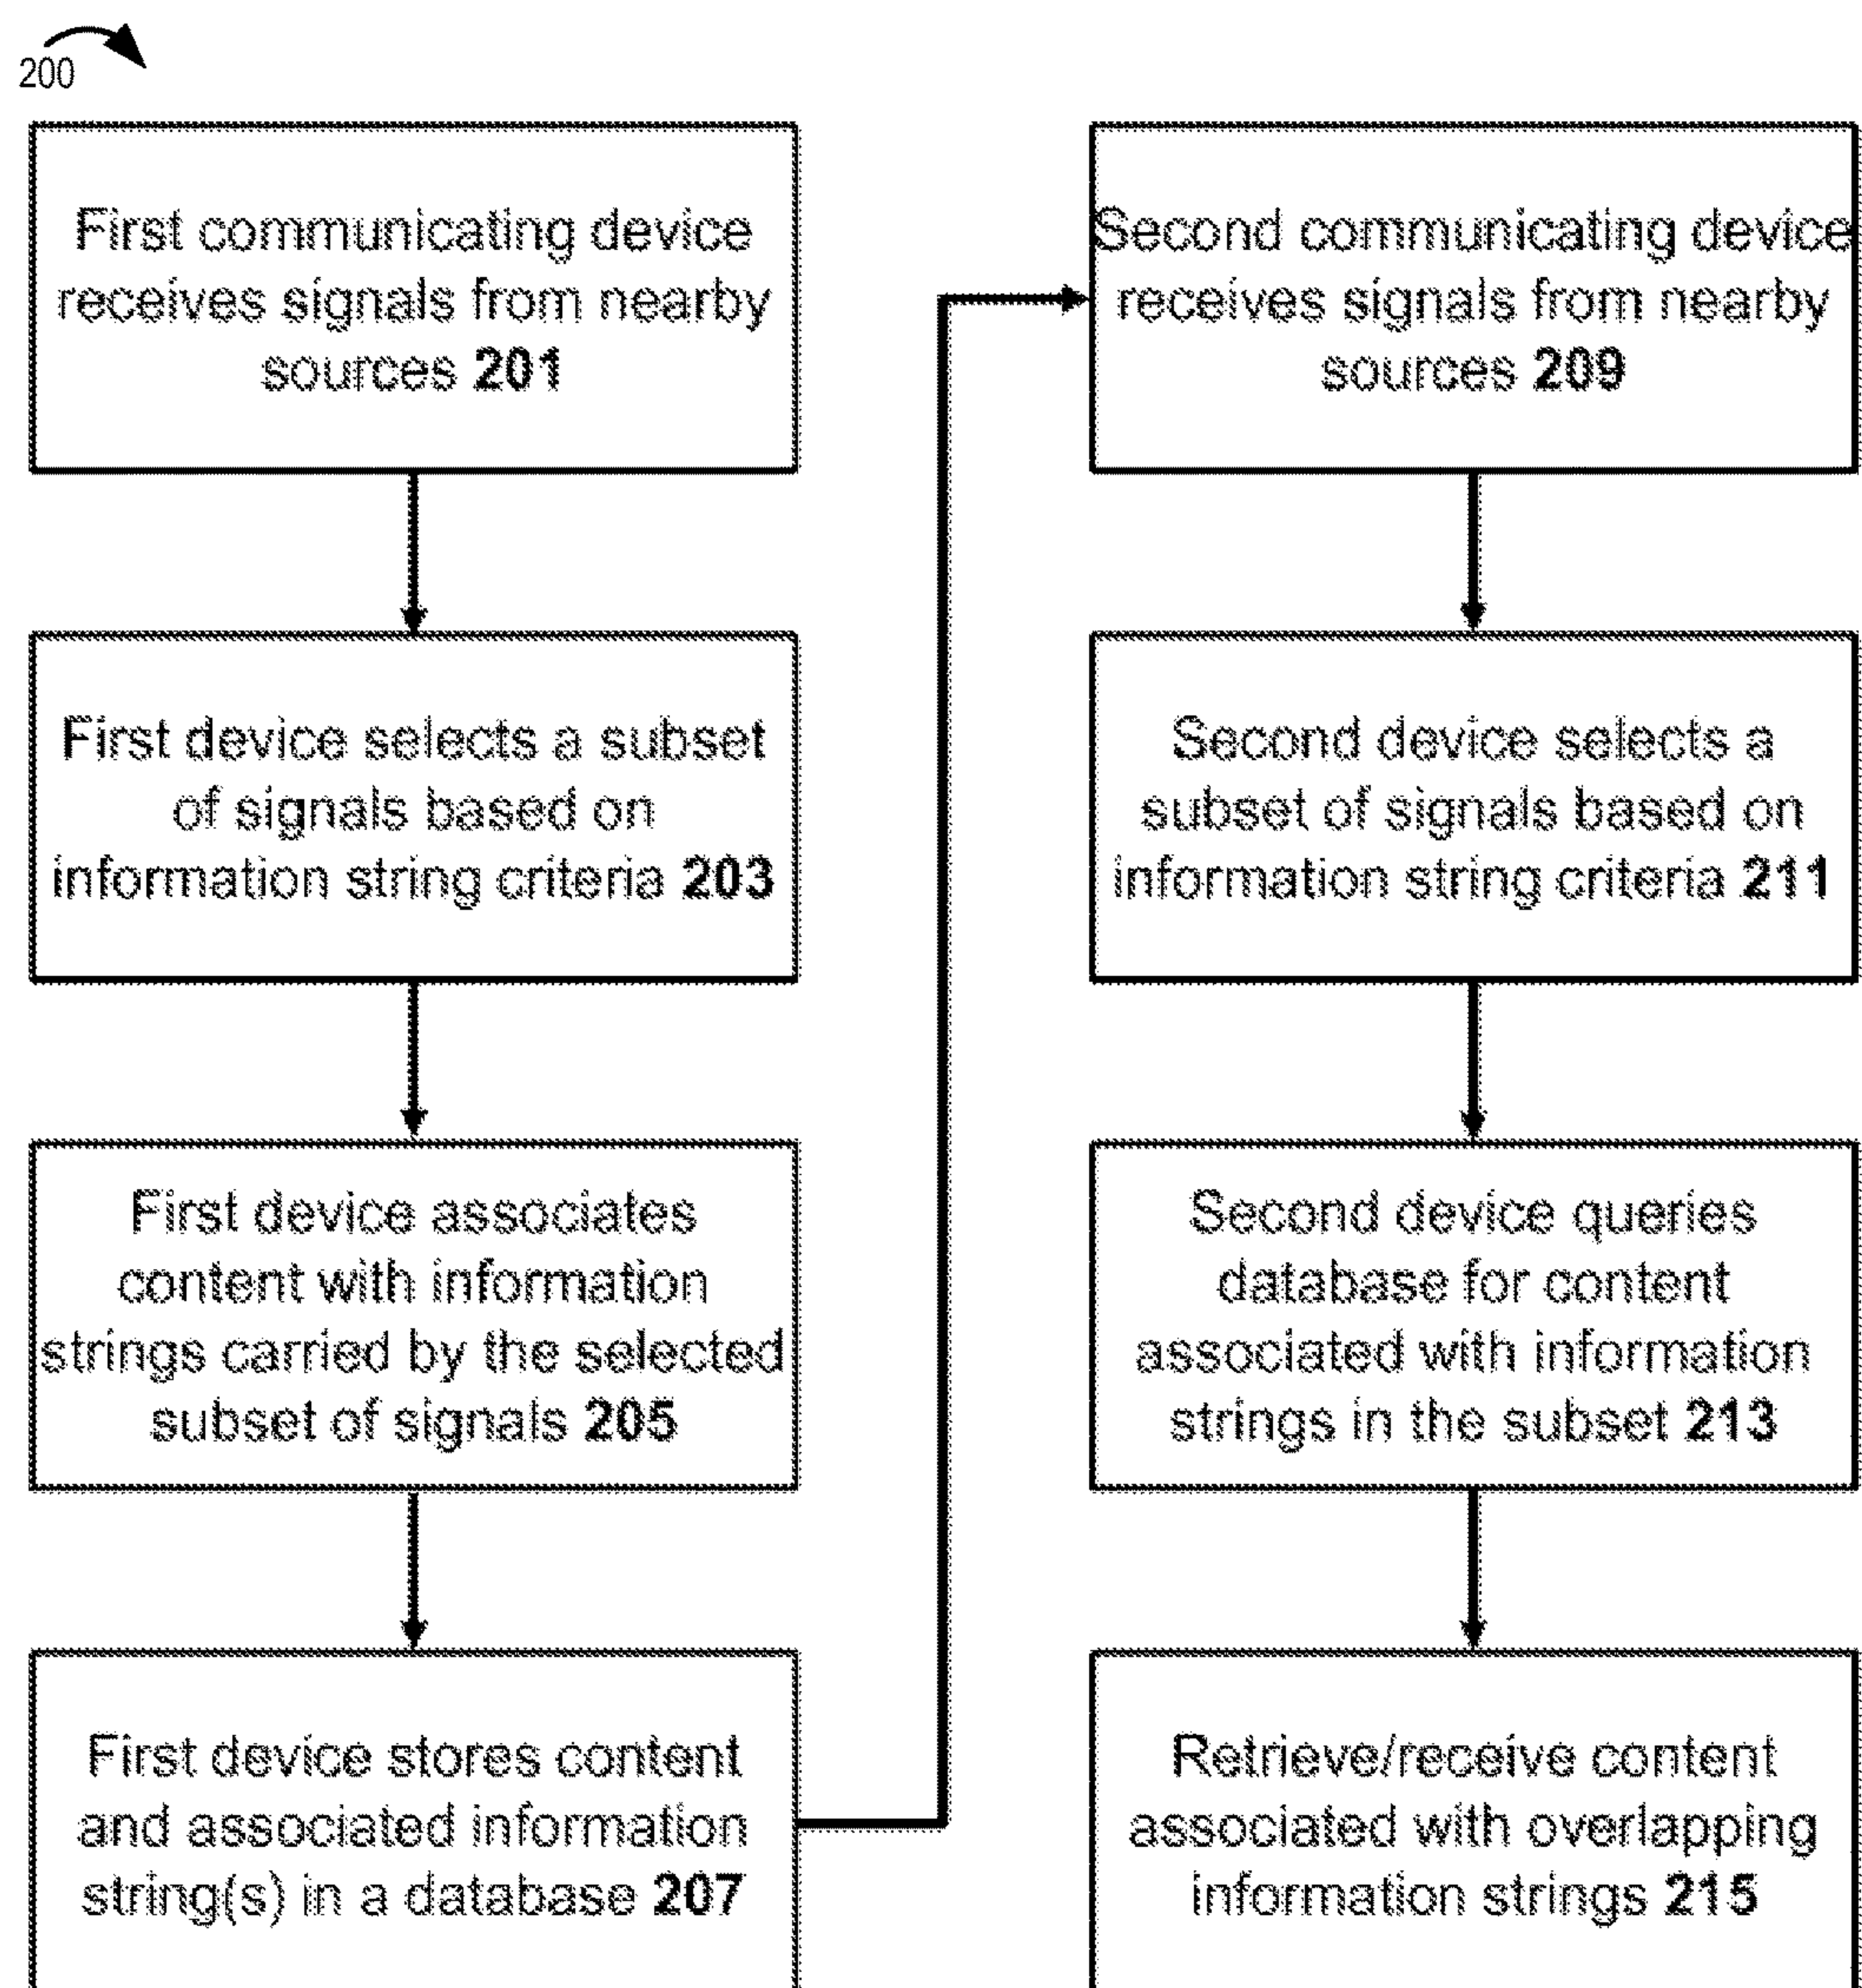 200
First communicating device
receives signals from nearby
sources 201
First device selects a subset
of signals based on
information string criteria 203
First device associates
content with information
strings carried by the selected
subset of signals 205
First device stores content
and associated information
string(s) in a database 207
Second communicating device
receives signals from nearby
sources 209
Second device selects a
subset of signals based on
information string criteria 211
Second device queries
database for content
associated with information
strings in the subset 213
Retrieve/receive content
associated with overlapping
information strings 215